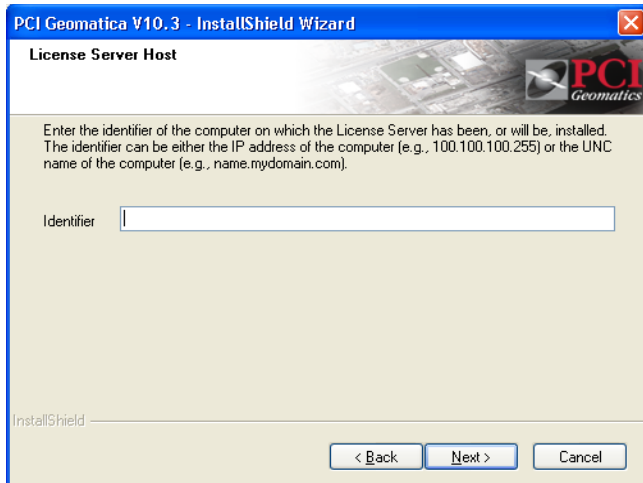 PCI Geomatica V10.3 - InstallShield Wizard
License Server Host
PCI
Geomatics
Enter the identifier of the computer on which the License Server has been, or will be, installed.
The identifier can be either the IP address of the computer (e.g., 100.100.100.255) or the UNC
name of the computer (e.g., name.mydomain.com).
Identifier
InstallShield
< Back
Next >
Cancel